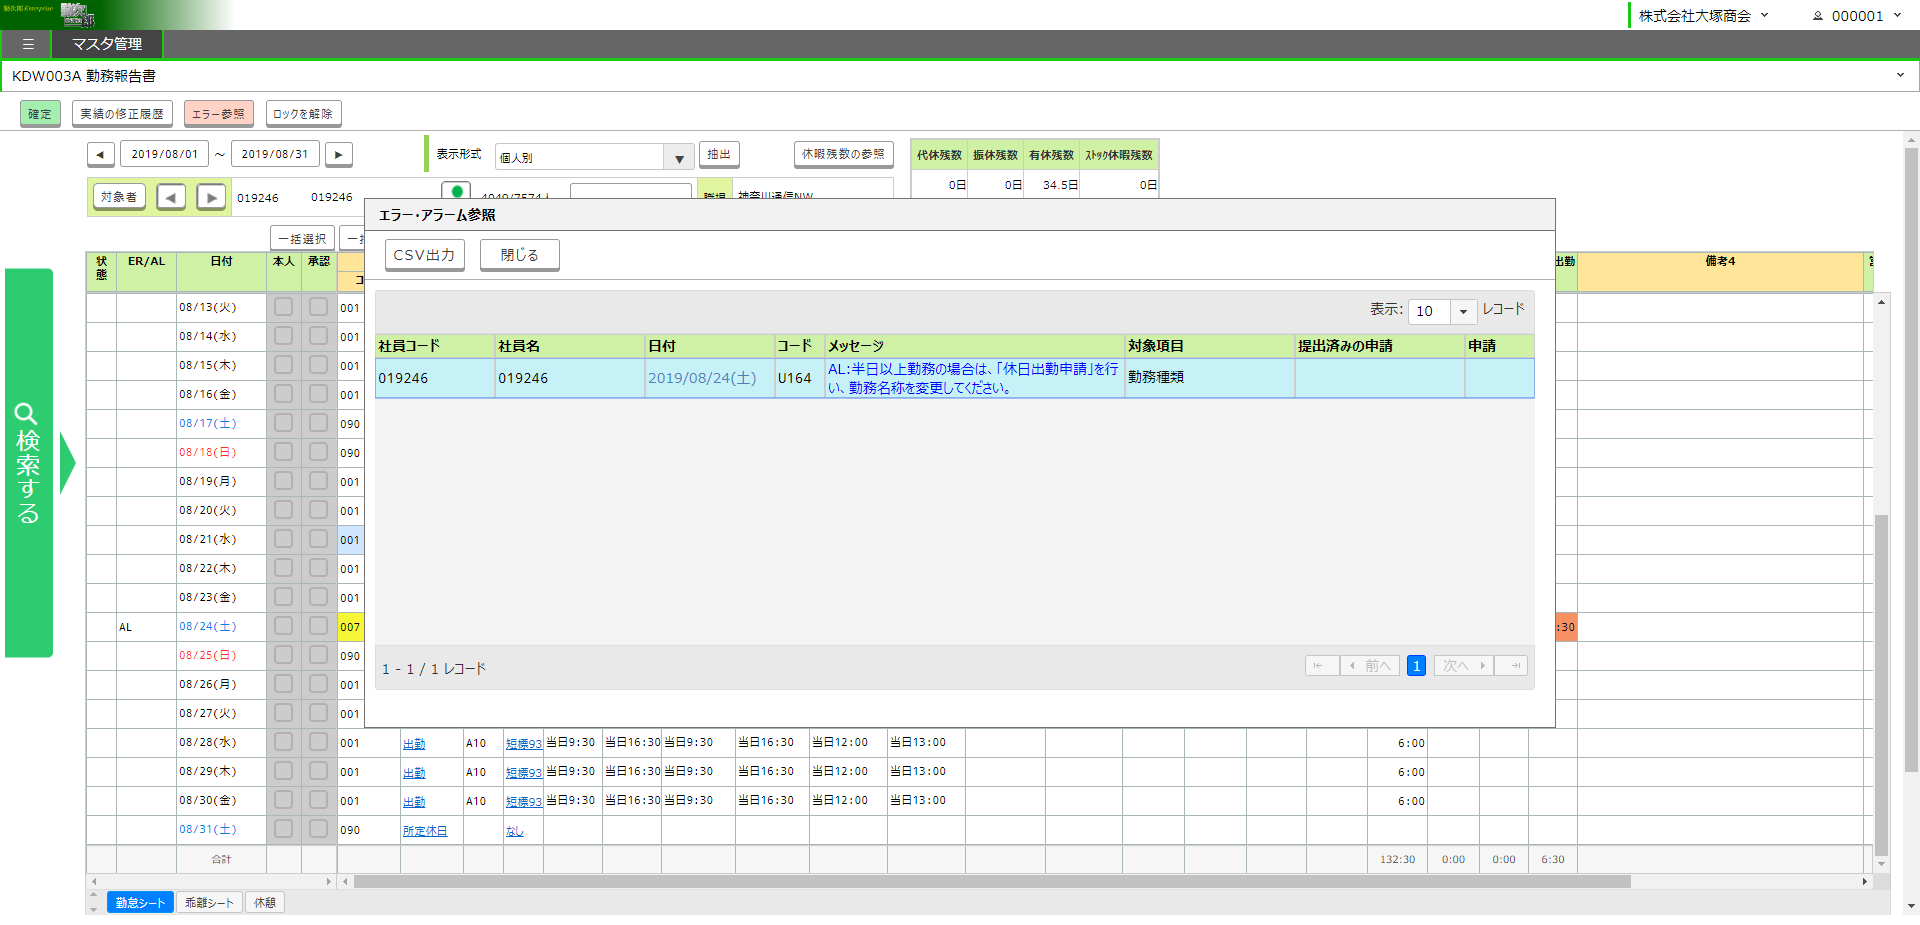 勤次郎Enterprise
株式会社大塚商会
000001
マスタ管理
KDW003A 勤務報告書
確定 実績の修正履歴 エラー参照 ロックを解除
2019/08/01 ～ 2019/08/31
表示形式 個人別 抽出 休暇残数の参照
代休残数 振休残数 有休残数 ストック休暇残数
0日 0日 34.5日 0日
対象者 019246 019246
神奈川通信NW
エラー・アラーム参照
CSV出力 閉じる
表示: 10 レコード
社員コード 社員名 日付 コード メッセージ 対象項目 提出済みの申請 申請
019246 019246 2019/08/24(土) U164 AL:半日以上勤務の場合は、「休日出勤申請」を行
い、勤務名称を変更してください。 勤務種類
1 - 1 / 1 レコード
前へ 1 次へ
一括選択
状態 ER/AL 日付 本人 承認 出勤 備考4
08/13(火) 001
08/14(水) 001
08/15(木) 001
08/16(金) 001
08/17(土) 090
08/18(日) 090
08/19(月) 001
08/20(火) 001
08/21(水) 001
08/22(木) 001
08/23(金) 001
AL 08/24(土) 007 :30
08/25(日) 090
08/26(月) 001
08/27(火) 001
08/28(水) 001 出勤 A10 短標93 当日9:30 当日16:30 当日9:30 当日16:30 当日12:00 当日13:00 6:00
08/29(木) 001 出勤 A10 短標93 当日9:30 当日16:30 当日9:30 当日16:30 当日12:00 当日13:00 6:00
08/30(金) 001 出勤 A10 短標93 当日9:30 当日16:30 当日9:30 当日16:30 当日12:00 当日13:00 6:00
08/31(土) 090 所定休日 なし
合計 132:30 0:00 0:00 6:30
検索する
勤怠シート 乖離シート 休憩